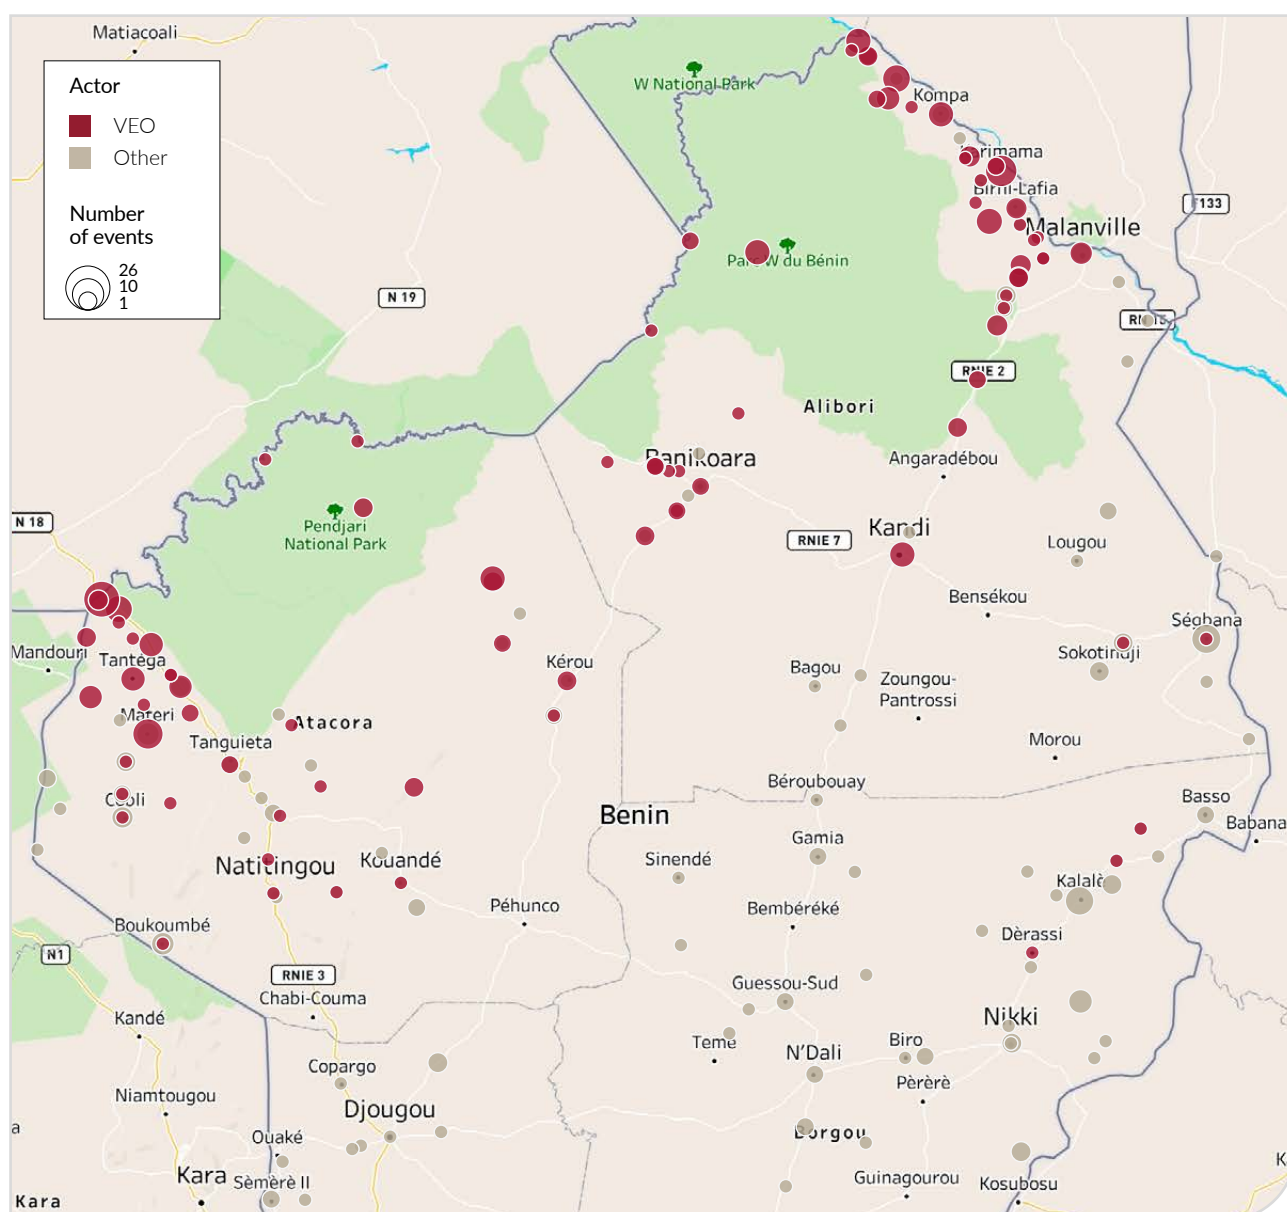 Matiacoali
Actor
VEO
Other
Number
of events
26
10
1
W National Park
Kompa
Karimama
Birni-Lafia
Malanville
Parc W du Bénin
N 19
RNIE 2
Alibori
Banikoara
Angaradébou
N 18
Pendjari
National Park
RNIE 7
Kandi
Lougou
Bensékou
Ségbana
Mandouri
Tantéga
Kérou
Bagou
Zoungou-
Pantrossi
Sokotindji
Materi
Atacora
Tanguieta
Morou
Cobli
Béroubouay
Basso
Benin
Babana
Natitingou
Kouandé
Sinendé
Gamia
Kalalè
Péhunco
Bembéréké
Boukoumbé
Dèrassi
N1
RNIE 3
Chabi-Couma
Guessou-Sud
Kandé
Nikki
Temè
N'Dali
Biro
Copargo
Pèrèrè
Niamtougou
Djougou
a
Ouaké
Borgou
K
Kara
Sèmèrè II
Guinagourou
Kosubosu
Kara